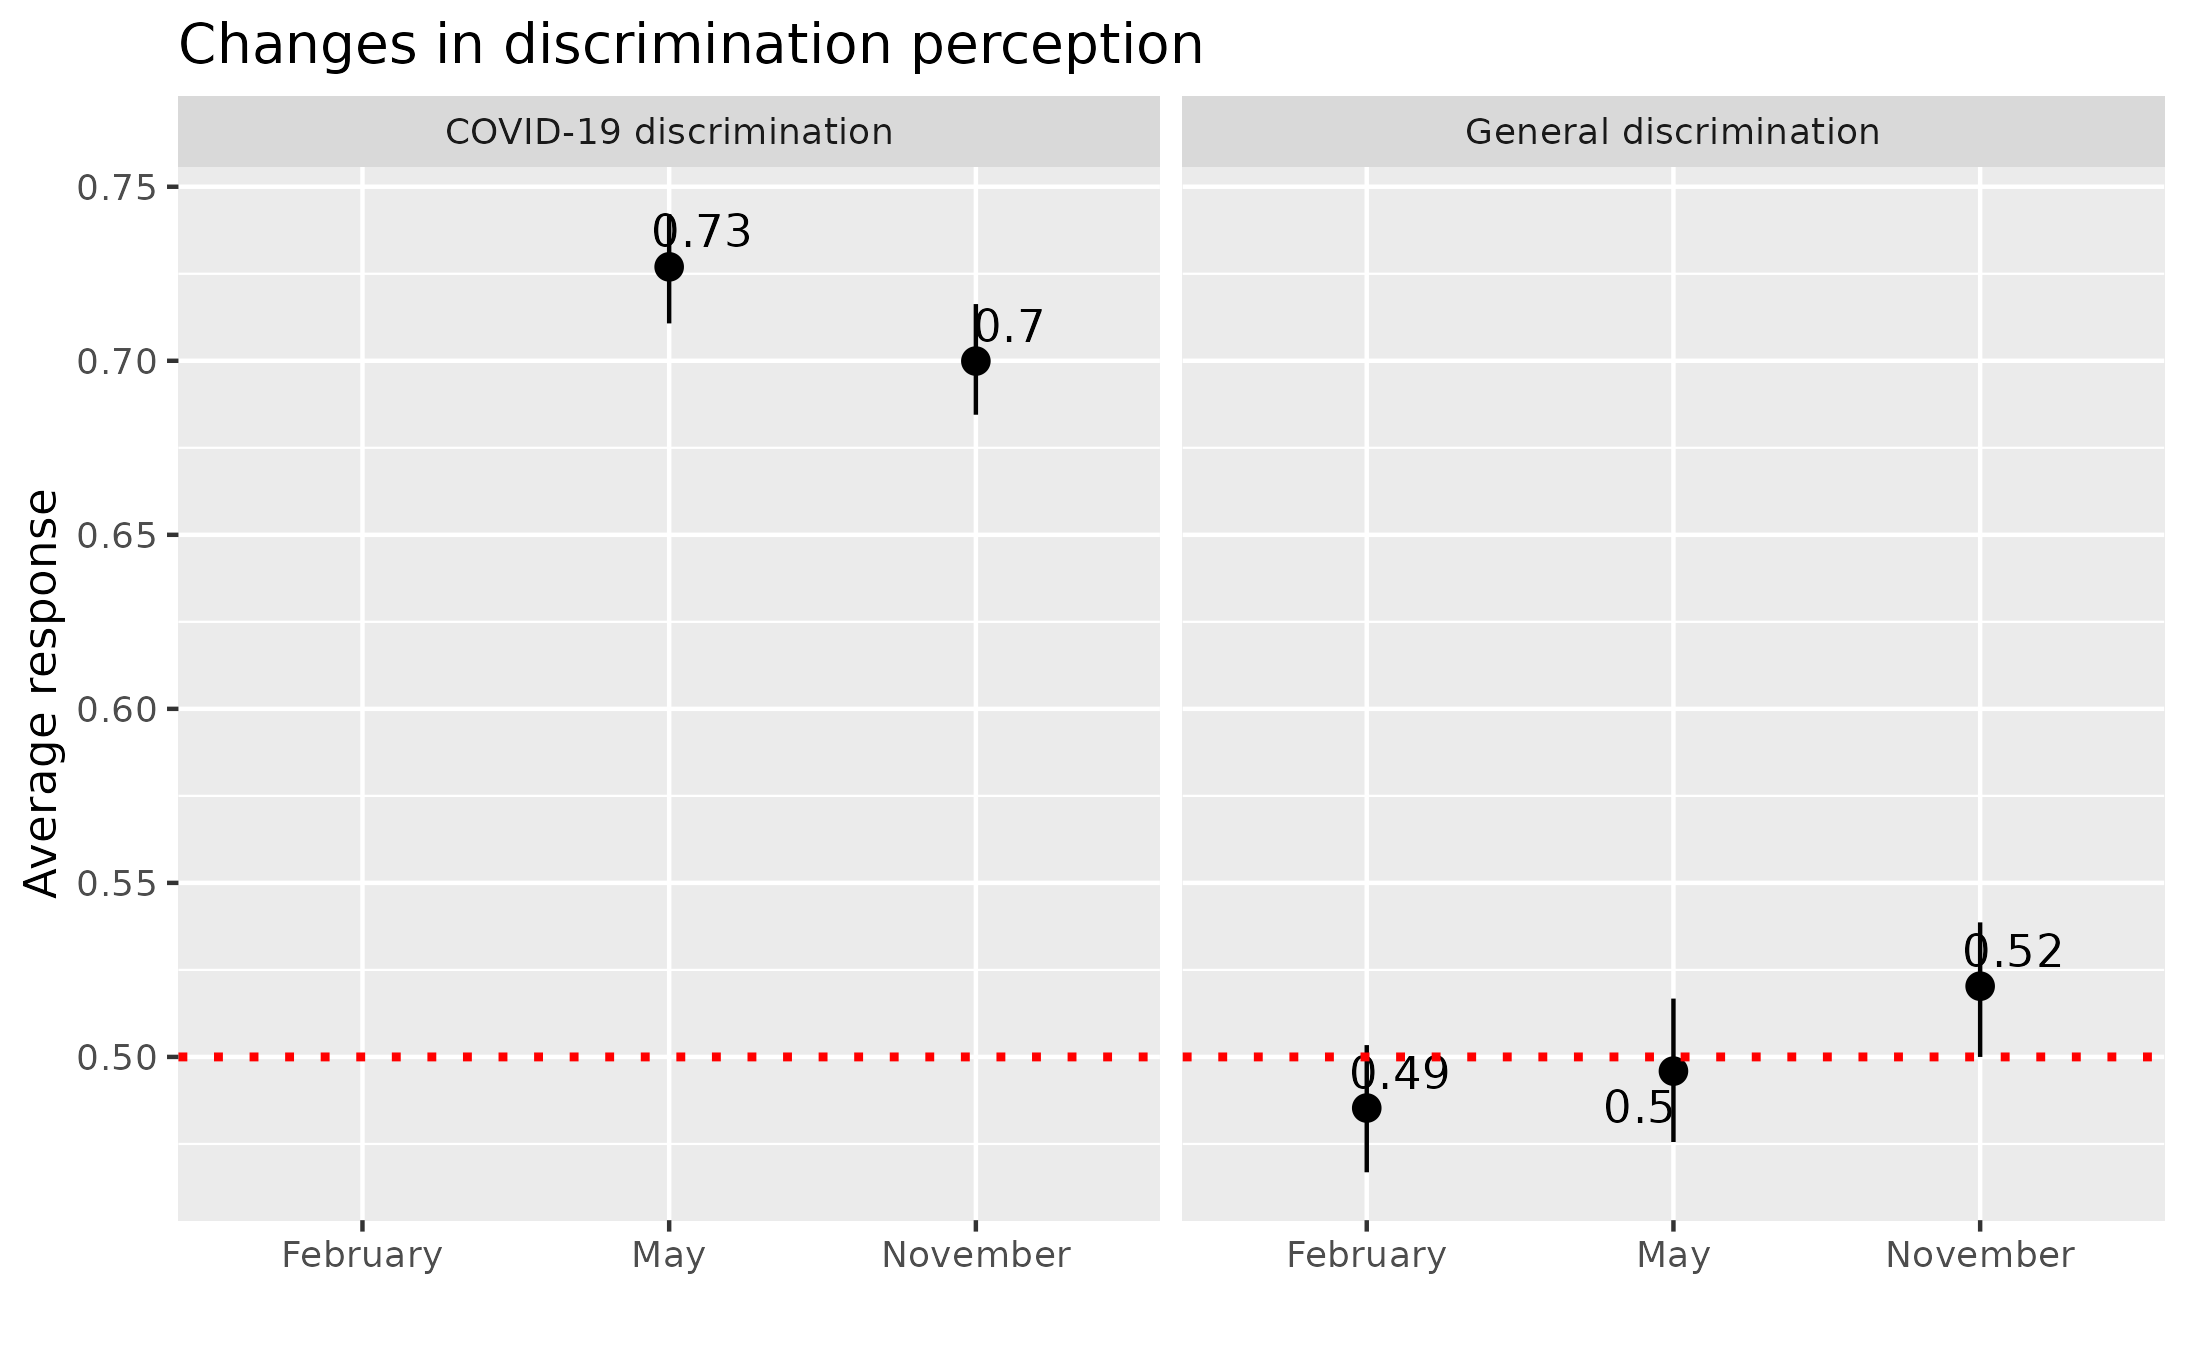 Changes in discrimination perception
COVID-19 discrimination
General discrimination
Average response
0.75
0.70
0.65
0.60
0.55
0.50
0.73
0.7
0.49
0.5
0.52
February May November
February May November